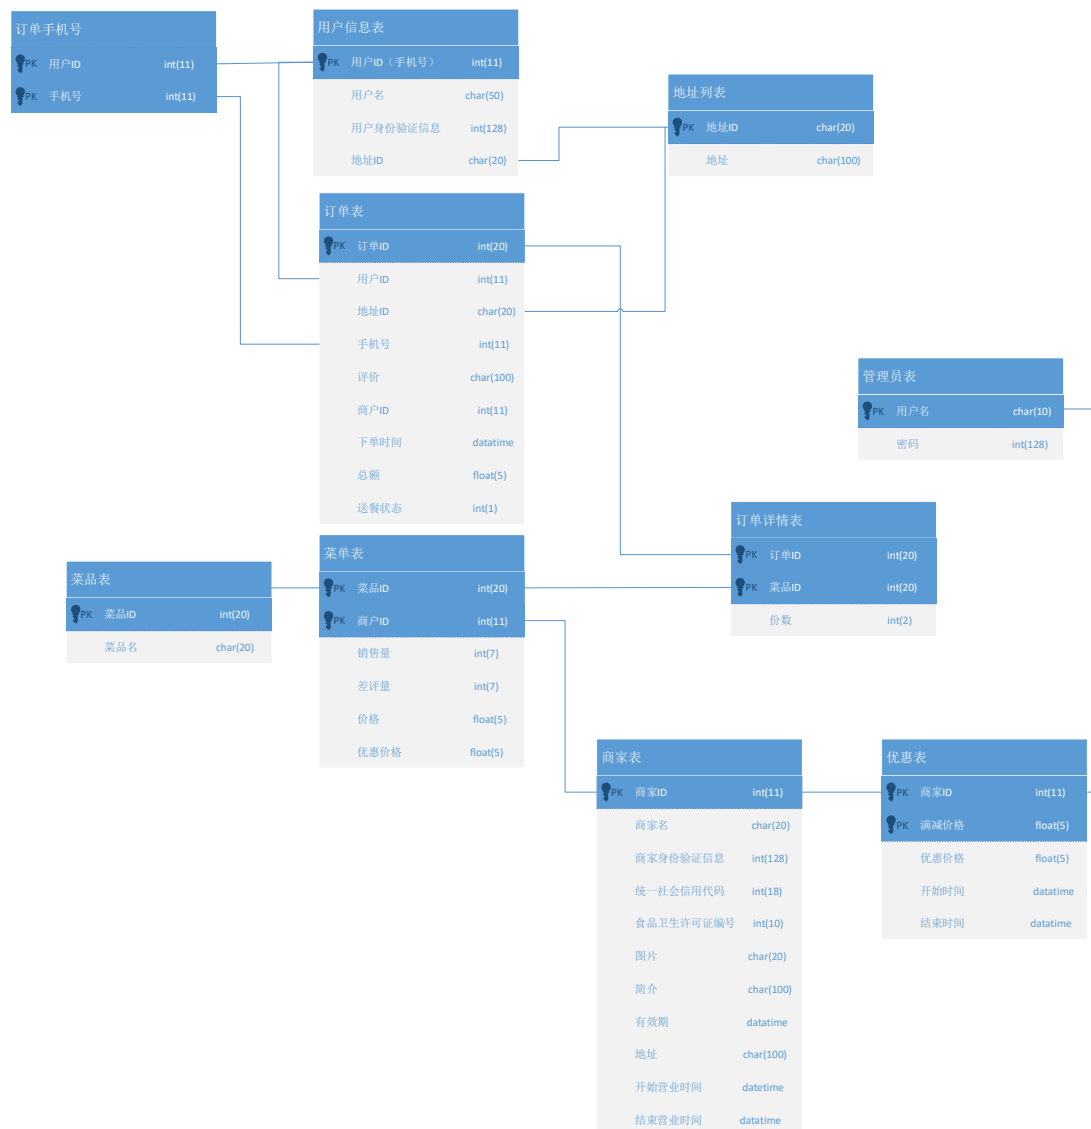 订单手机号
PK 用户ID int(11)
PK 手机号 int(11)
用户信息表
PK 用户ID（手机号） int(11)
用户名 char(50)
用户身份验证信息 int(128)
地址ID char(20)
地址列表
PK 地址ID char(20)
地址 char(100)
订单表
PK 订单ID int(20)
用户ID int(11)
地址ID char(20)
手机号 int(11)
评价 char(100)
商户ID int(11)
下单时间 datatime
总额 float(5)
送餐状态 int(1)
管理员表
PK 用户名 char(10)
密码 int(128)
订单详情表
PK 订单ID int(20)
PK 菜品ID int(20)
份数 int(2)
菜品表
PK 菜品ID int(20)
菜品名 char(20)
菜单表
PK 菜品ID int(20)
PK 商户ID int(11)
销售量 int(7)
差评量 int(7)
价格 float(5)
优惠价格 float(5)
商家表
PK 商家ID int(11)
商家名 char(20)
商家身份验证信息 int(128)
统一社会信用代码 int(18)
食品卫生许可证编号 int(10)
图片 char(20)
简介 char(100)
有效期 datatime
地址 char(100)
开始营业时间 datetime
结束营业时间 datatime
优惠表
PK 商家ID int(11)
PK 满减价格 float(5)
优惠价格 float(5)
开始时间 datatime
结束时间 datatime